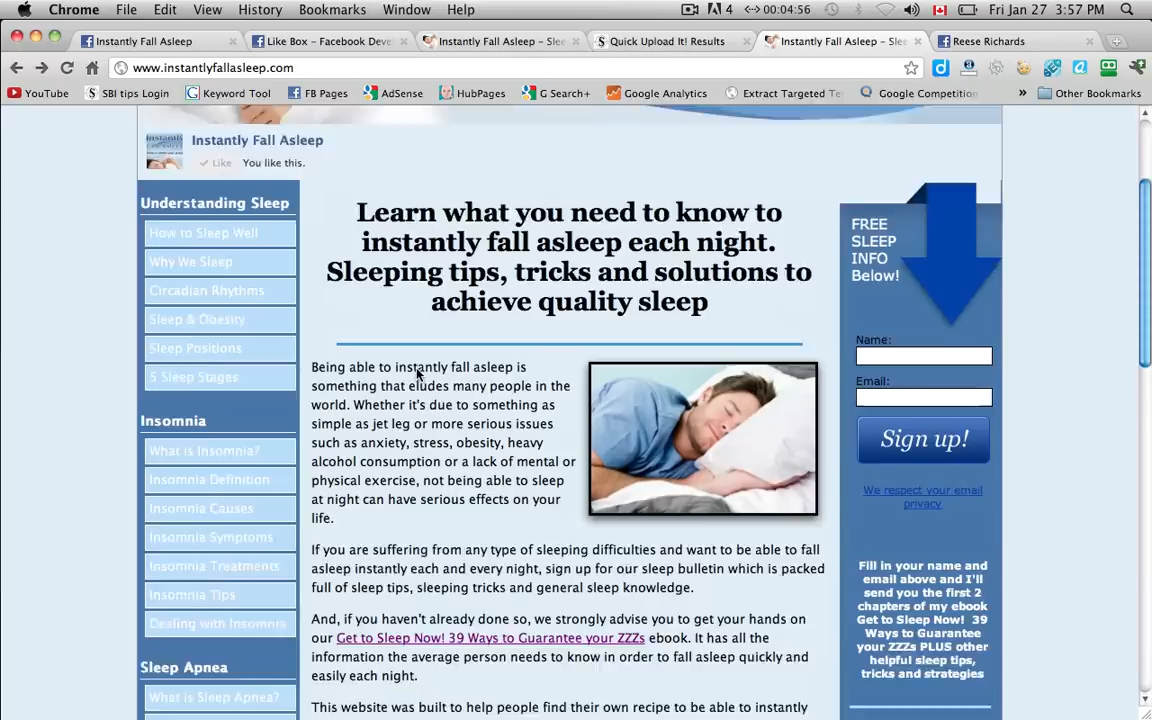 Chrome File Edit View History Bookmarks Window Help 4 00:04:56 Fri Jan 27 3:57 PM
Instantly Fall Asleep Like Box – Facebook Deve Instantly Fall Asleep – Slee Quick Upload It! Results Instantly Fall Asleep – Slee Reese Richards
www.instantlyfallasleep.com
YouTube SBI tips Login Keyword Tool FB Pages AdSense HubPages G Search+ Google Analytics Extract Targeted Te Google Competition » Other Bookmarks
Instantly Fall Asleep
Like You like this.
Understanding Sleep
How to Sleep Well
Why We Sleep
Circadian Rhythms
Sleep & Obesity
Sleep Positions
5 Sleep Stages
Insomnia
What is Insomnia?
Insomnia Definition
Insomnia Causes
Insomnia Symptoms
Insomnia Treatments
Insomnia Tips
Dealing with Insomnia
Sleep Apnea
What is Sleep Apnea?
Learn what you need to know to
instantly fall asleep each night.
Sleeping tips, tricks and solutions to
achieve quality sleep
Being able to instantly fall asleep is
something that eludes many people in the
world. Whether it's due to something as
simple as jet leg or more serious issues
such as anxiety, stress, obesity, heavy
alcohol consumption or a lack of mental or
physical exercise, not being able to sleep
at night can have serious effects on your
life.
If you are suffering from any type of sleeping difficulties and want to be able to fall
asleep instantly each and every night, sign up for our sleep bulletin which is packed
full of sleep tips, sleeping tricks and general sleep knowledge.
And, if you haven't already done so, we strongly advise you to get your hands on
our Get to Sleep Now! 39 Ways to Guarantee your ZZZs ebook. It has all the
information the average person needs to know in order to fall asleep quickly and
easily each night.
This website was built to help people find their own recipe to be able to instantly
FREE
SLEEP
INFO
Below!
Name:
Email:
Sign up!
We respect your email
privacy
Fill in your name and
email above and I'll
send you the first 2
chapters of my ebook
Get to Sleep Now! 39
Ways to Guarantee
your ZZZs PLUS other
helpful sleep tips,
tricks and strategies